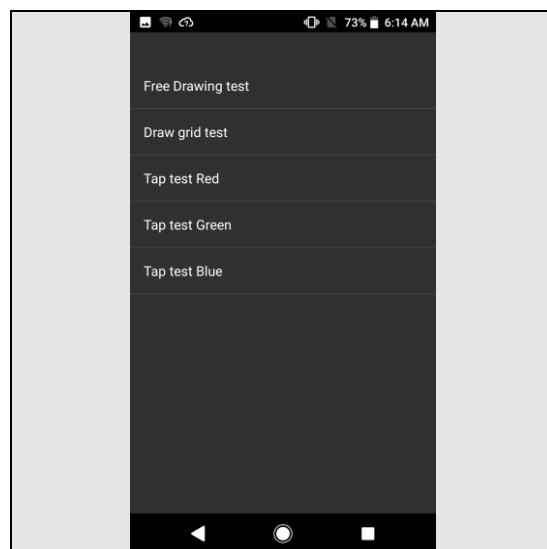 73% 6:14 AM
Free Drawing test
Draw grid test
Tap test Red
Tap test Green
Tap test Blue